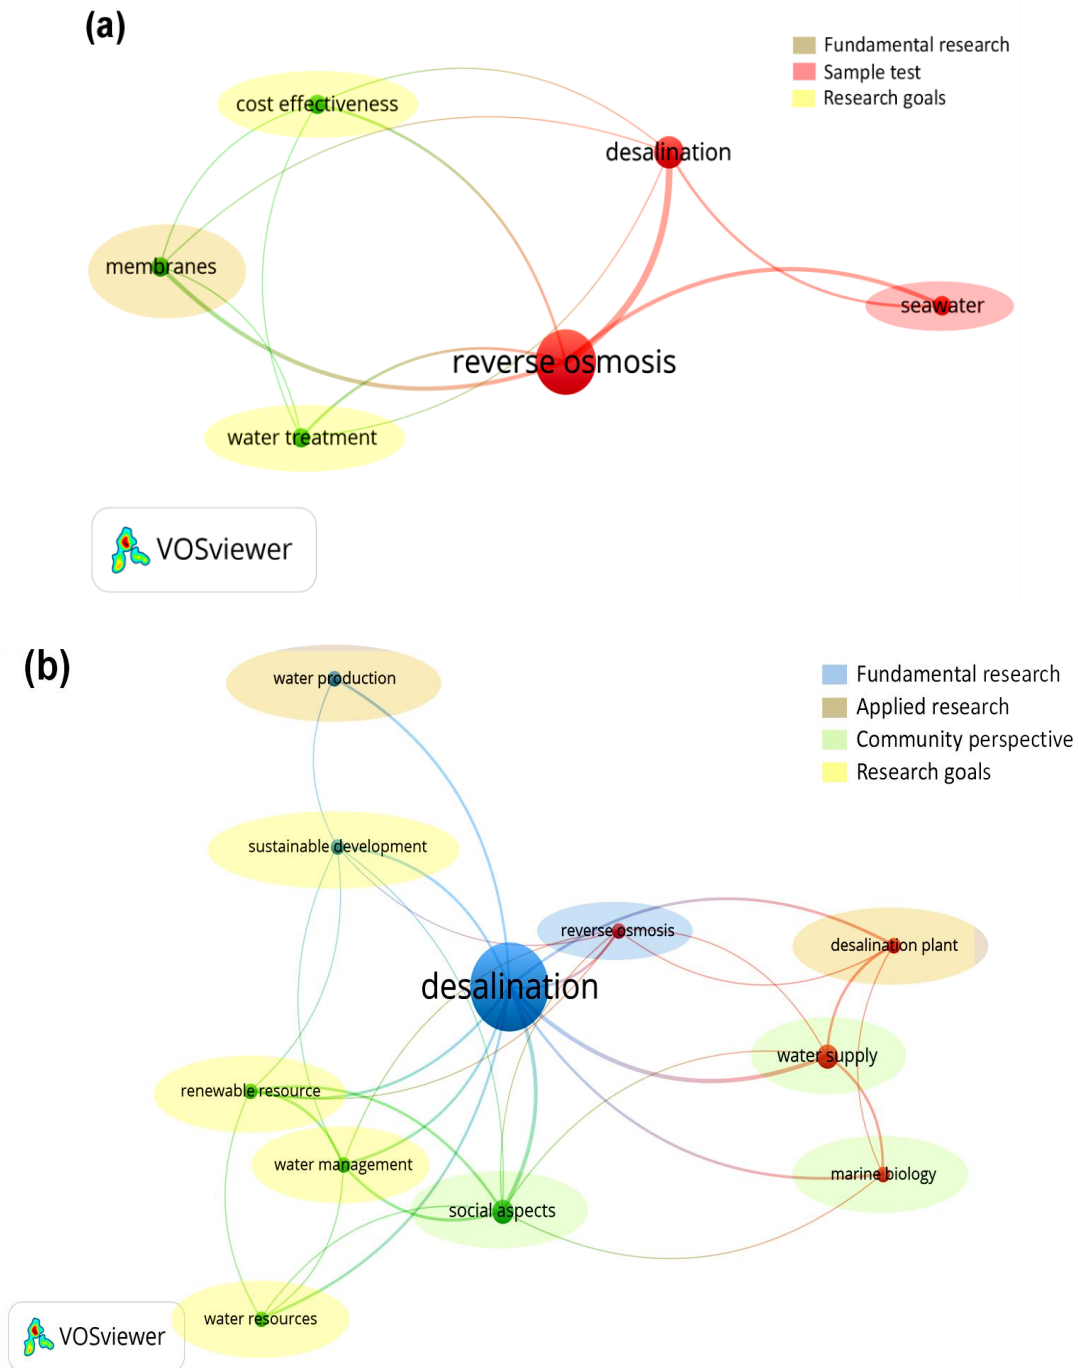 (a)
Fundamental research
Sample test
Research goals
cost effectiveness
desalination
membranes
seawater
reverse osmosis
water treatment
VOSviewer
(b)
Fundamental research
Applied research
Community perspective
Research goals
water production
sustainable development
reverse osmosis
desalination plant
desalination
water supply
renewable resource
water management
marine biology
social aspects
water resources
VOSviewer